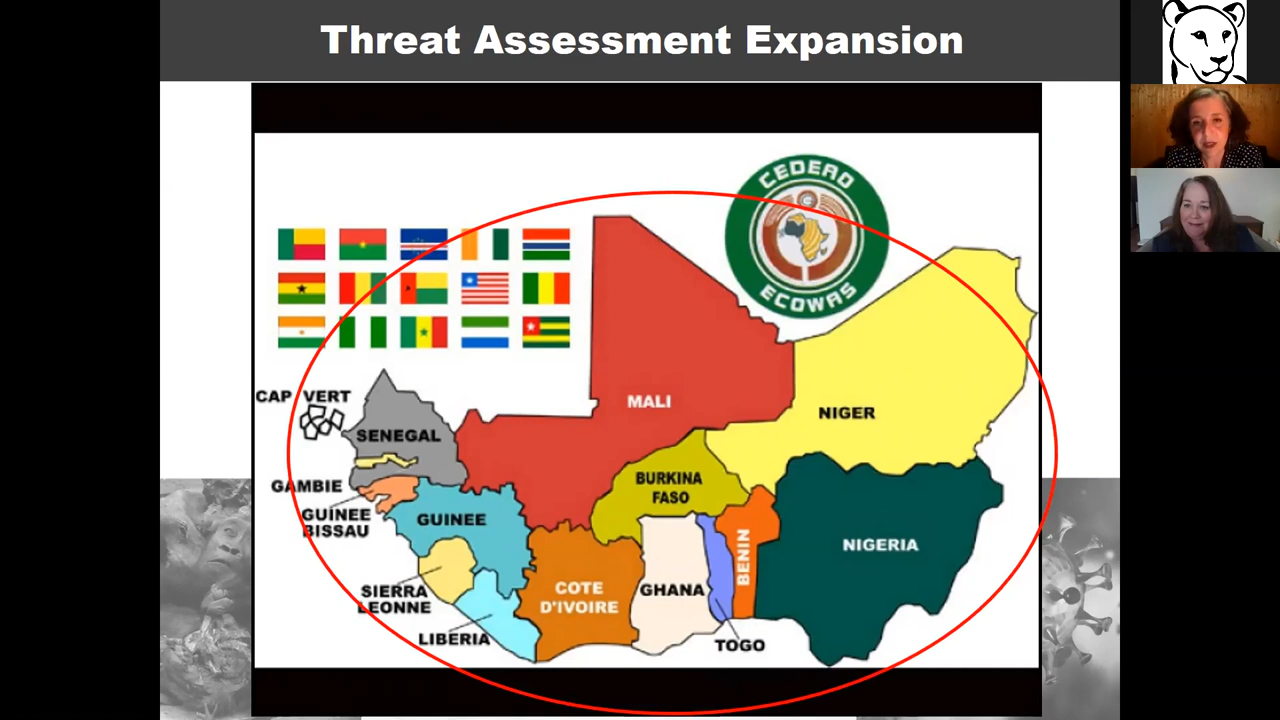 Threat Assessment Expansion
CEDEAO
ECOWAS
CAP VERT
SENEGAL
GAMBIE
GUINEE
BISSAU
GUINEE
SIERRA
LEONNE
LIBERIA
MALI
BURKINA
FASO
NIGER
COTE
D'IVOIRE
GHANA
TOGO
BENIN
NIGERIA